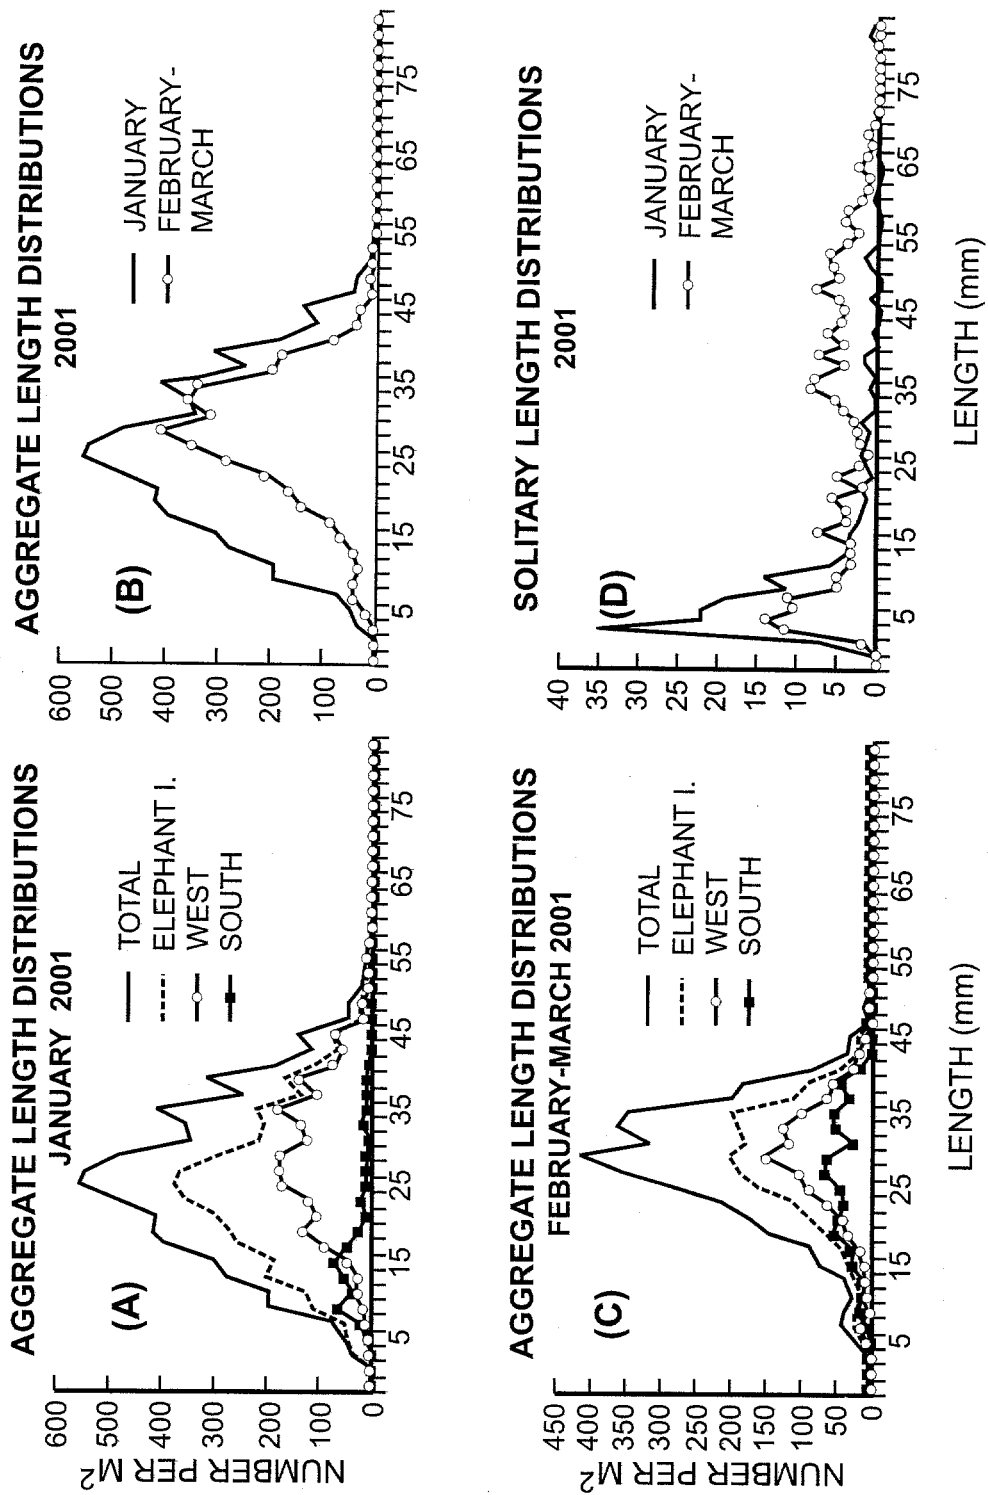 AGGREGATE LENGTH DISTRIBUTIONS
JANUARY 2001
(A)
TOTAL
ELEPHANT I.
WEST
SOUTH
NUMBER PER M²
600
500
400
300
200
100
0
5 15 25 35 45 55 65 75
AGGREGATE LENGTH DISTRIBUTIONS
2001
(B)
JANUARY
FEBRUARY-
MARCH
600
500
400
300
200
100
0
5 15 25 35 45 55 65 75
AGGREGATE LENGTH DISTRIBUTIONS
FEBRUARY-MARCH 2001
(C)
TOTAL
ELEPHANT I.
WEST
SOUTH
NUMBER PER M²
450
400
350
300
250
200
150
100
50
0
5 15 25 35 45 55 65 75
LENGTH (mm)
SOLITARY LENGTH DISTRIBUTIONS
2001
(D)
JANUARY
FEBRUARY-
MARCH
40
35
30
25
20
15
10
5
0
5 15 25 35 45 55 65 75
LENGTH (mm)